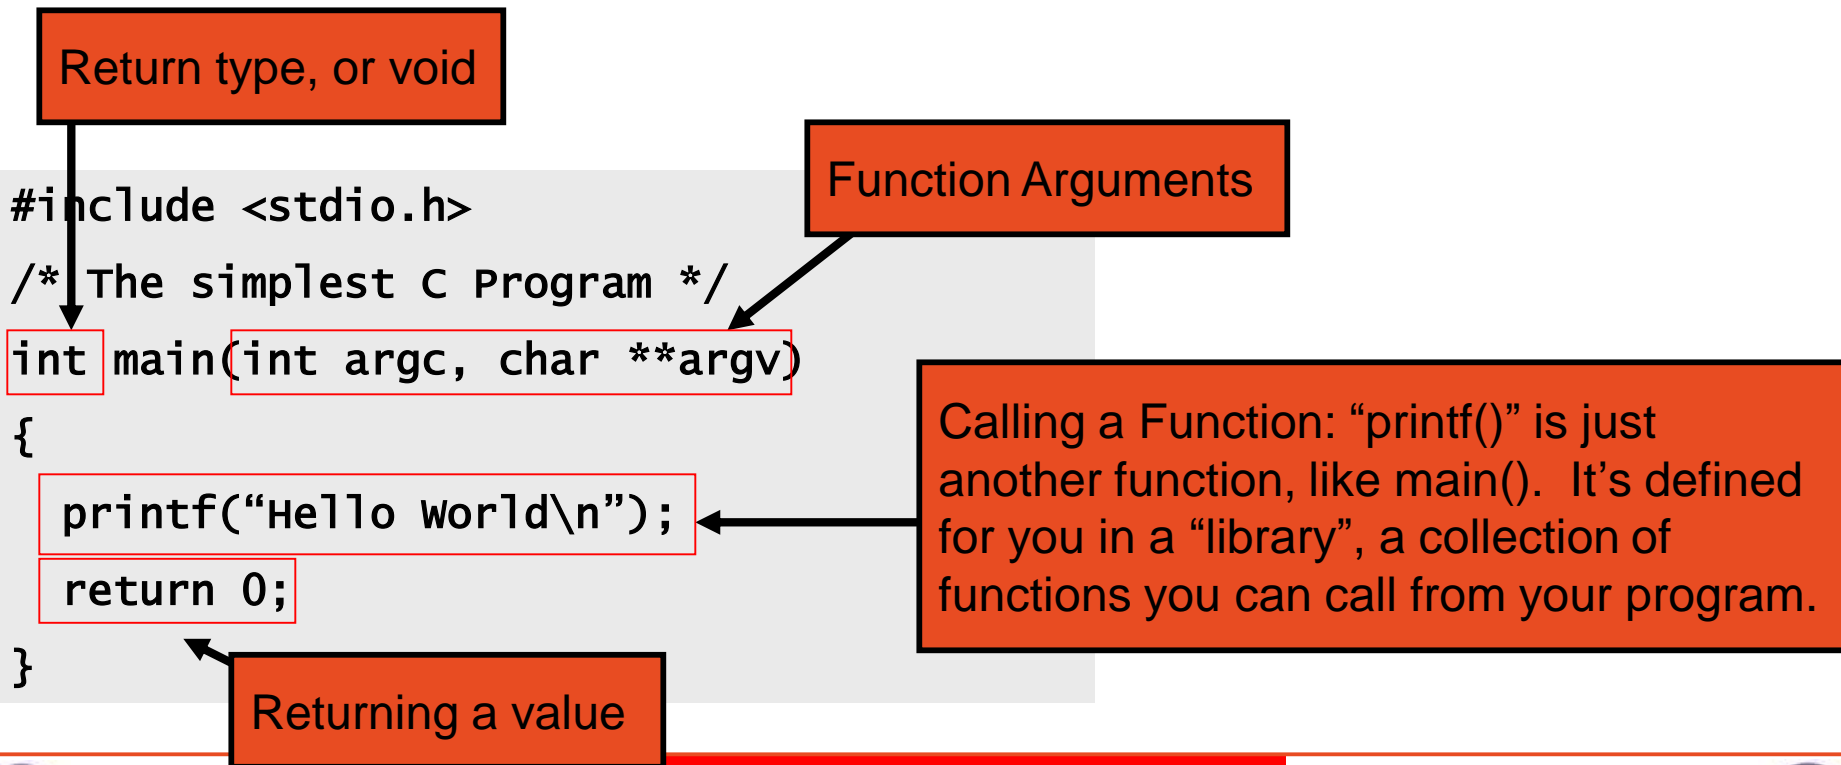 Return type, or void
Function Arguments
#include <stdio.h>
/* The simplest C Program */
int main(int argc, char **argv)
{
printf(“Hello World\n”);
return 0;
}
Calling a Function: “printf()” is just
another function, like main().  It’s defined
for you in a “library”, a collection of
functions you can call from your program.
Returning a value